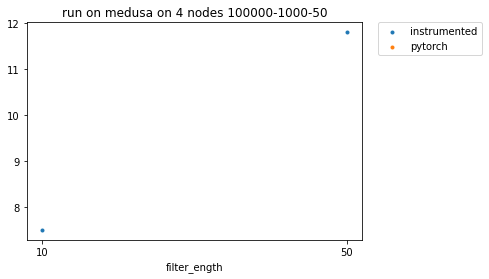 run on medusa on 4 nodes 100000-1000-50
12
11
10
9
8
10
50
filter_ength
instrumented
pytorch